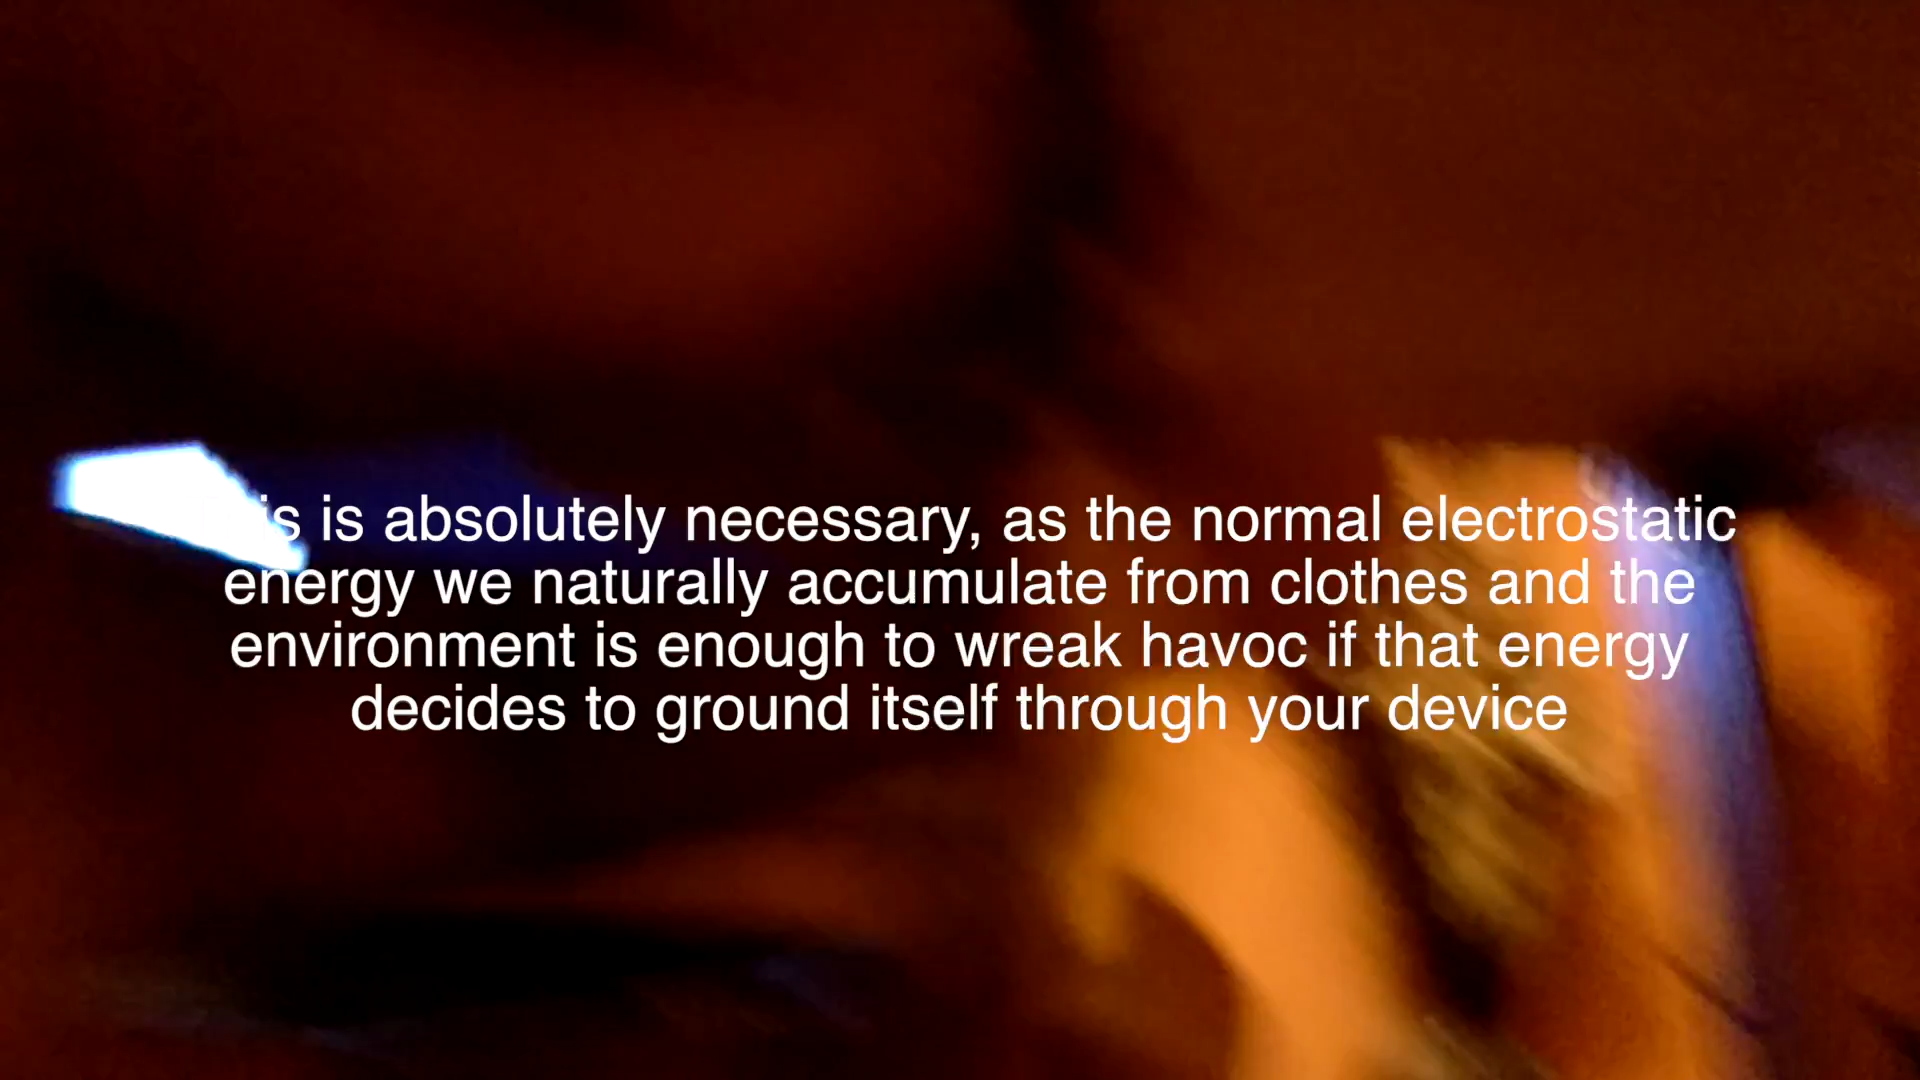 This is absolutely necessary, as the normal electrostatic
energy we naturally accumulate from clothes and the
environment is enough to wreak havoc if that energy
decides to ground itself through your device